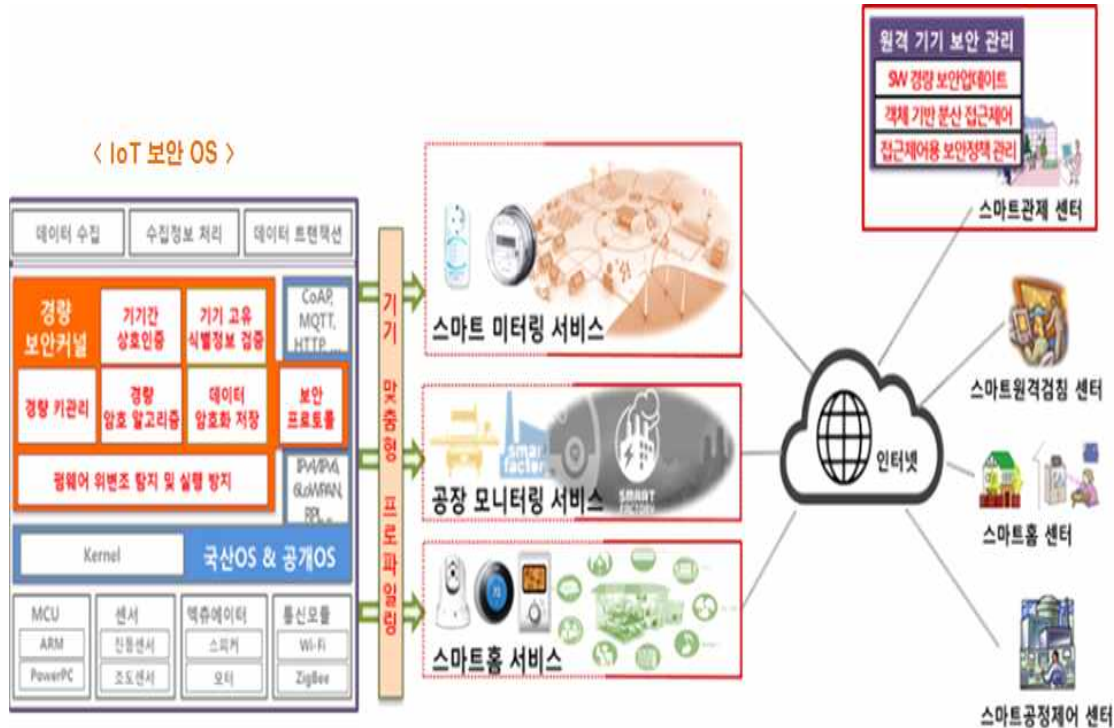 < IoT 보안 OS >
데이터 수집
수집정보 처리
데이터 트랜잭션
경량
보안커널
기기간
상호인증
기기 고유
식별정보 검증
CoAP,
MQTT,
HTTP, ...
경량 키관리
경량
암호 알고리즘
데이터
암호화 저장
보안
프로토콜
펌웨어 위변조 탐지 및 실행 방지
IPv4/IPv6,
6LoWPAN,
RPL, ...
Kernel
국산OS & 공개OS
MCU
ARM
PowerPC
센서
진동센서
조도센서
엑츄에이터
스피커
모터
통신모듈
Wi-Fi
ZigBee
기기 맞춤형 프로파일링
스마트 미터링 서비스
smar
factor
SMART
FACTORY
공장 모니터링 서비스
스마트홈 서비스
인터넷
원격 기기 보안 관리
SW 경량 보안업데이트
객체 기반 분산 접근제어
접근제어용 보안정책 관리
스마트관제 센터
스마트원격검침 센터
스마트홈 센터
스마트공정제어 센터